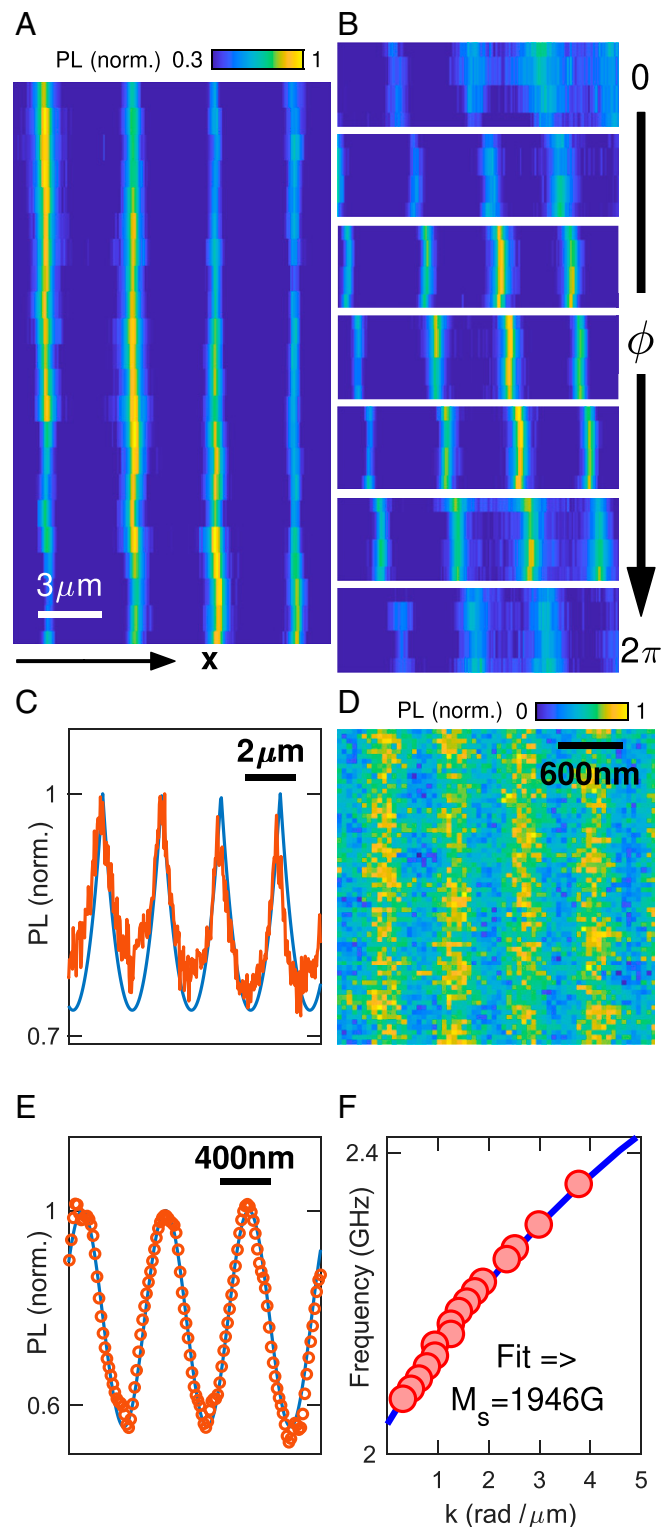 A
PL (norm.) 0.3 1
3μm
x
B
0
ϕ
2π
C
2μm
1
PL (norm.)
0.7
D
PL (norm.) 0 1
600nm
E
400nm
1
PL (norm.)
0.6
F
2.4
Frequency (GHz)
Fit =>
M_s=1946G
2
1 2 3 4 5
k (rad /μm)